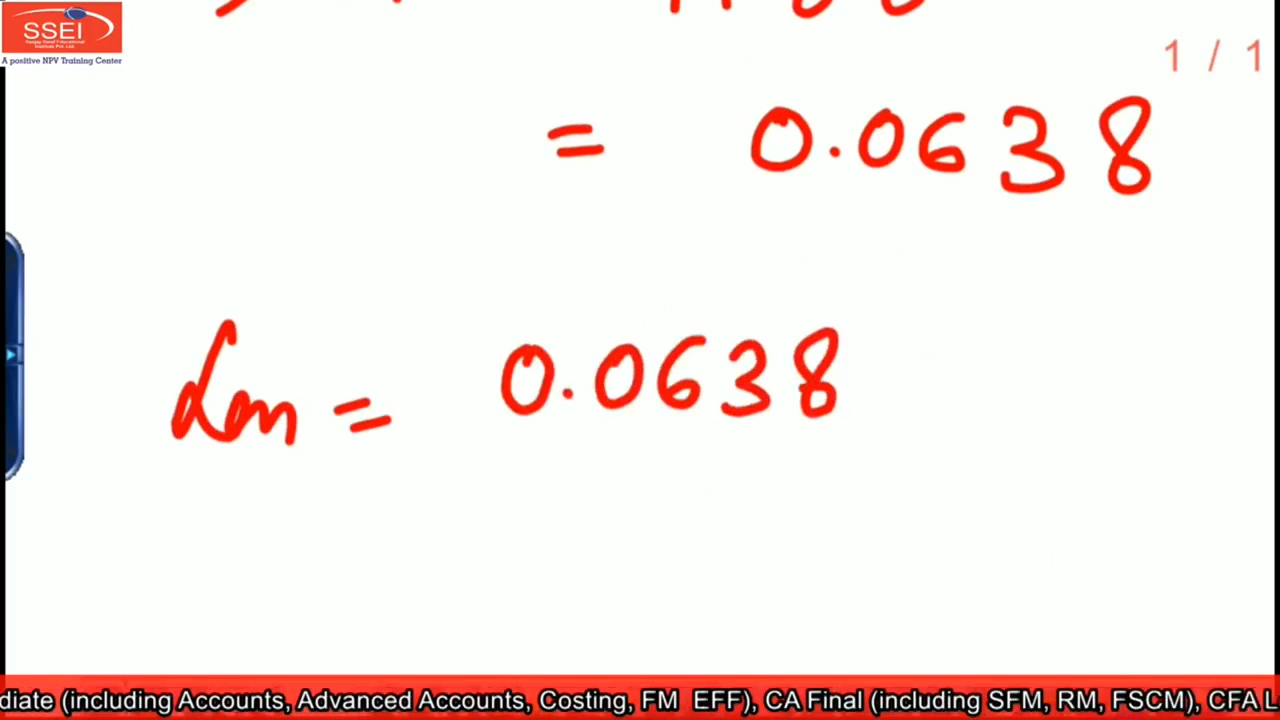 SSEI
A positive NPV Training Center
1 / 1
= 0.0638
Lm = 0.0638
diate (including Accounts, Advanced Accounts, Costing, FM EFF), CA Final (including SFM, RM, FSCM), CFA L